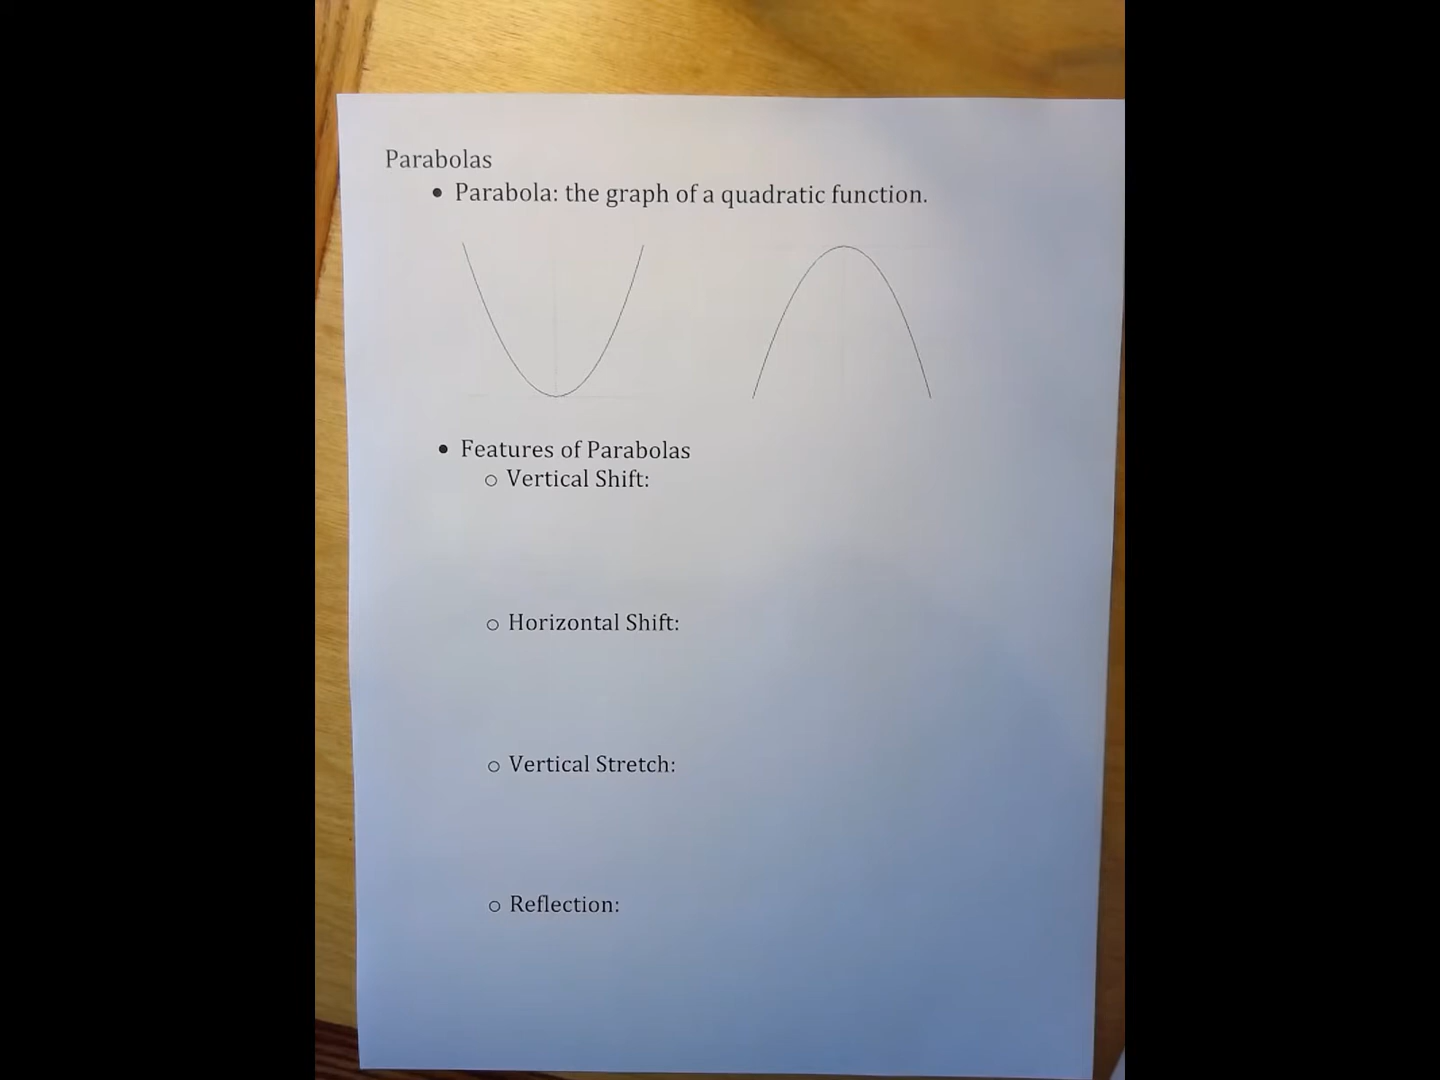 Parabolas
• Parabola: the graph of a quadratic function.
• Features of Parabolas
○ Vertical Shift:
○ Horizontal Shift:
○ Vertical Stretch:
○ Reflection: